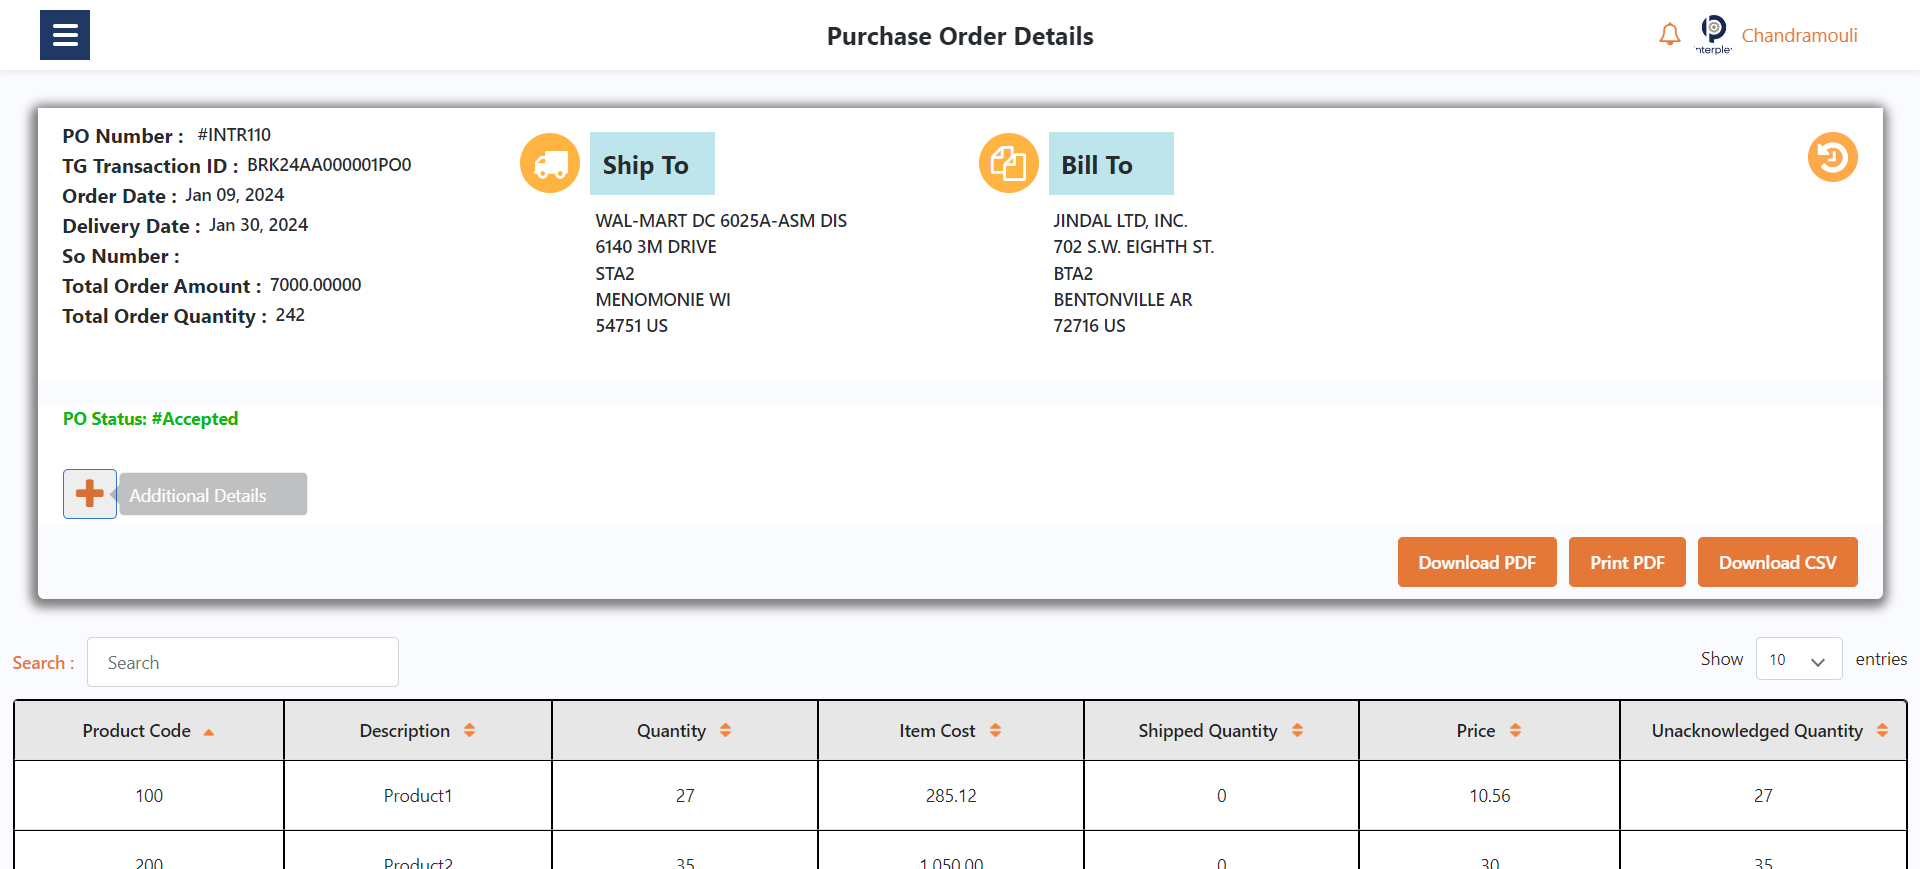 Purchase Order Details
nterple
Chandramouli
PO Number : #INTR110
TG Transaction ID : BRK24AA000001PO0
Order Date : Jan 09, 2024
Delivery Date : Jan 30, 2024
So Number :
Total Order Amount : 7000.00000
Total Order Quantity : 242
Ship To
WAL-MART DC 6025A-ASM DIS
6140 3M DRIVE
STA2
MENOMONIE WI
54751 US
Bill To
JINDAL LTD, INC.
702 S.W. EIGHTH ST.
BTA2
BENTONVILLE AR
72716 US
PO Status: #Accepted
Additional Details
Download PDF Print PDF Download CSV
Search : Search
Show 10 entries
Product Code Description Quantity Item Cost Shipped Quantity Price Unacknowledged Quantity
100 Product1 27 285.12 0 10.56 27
200 Product2 35 1,050.00 0 30 35